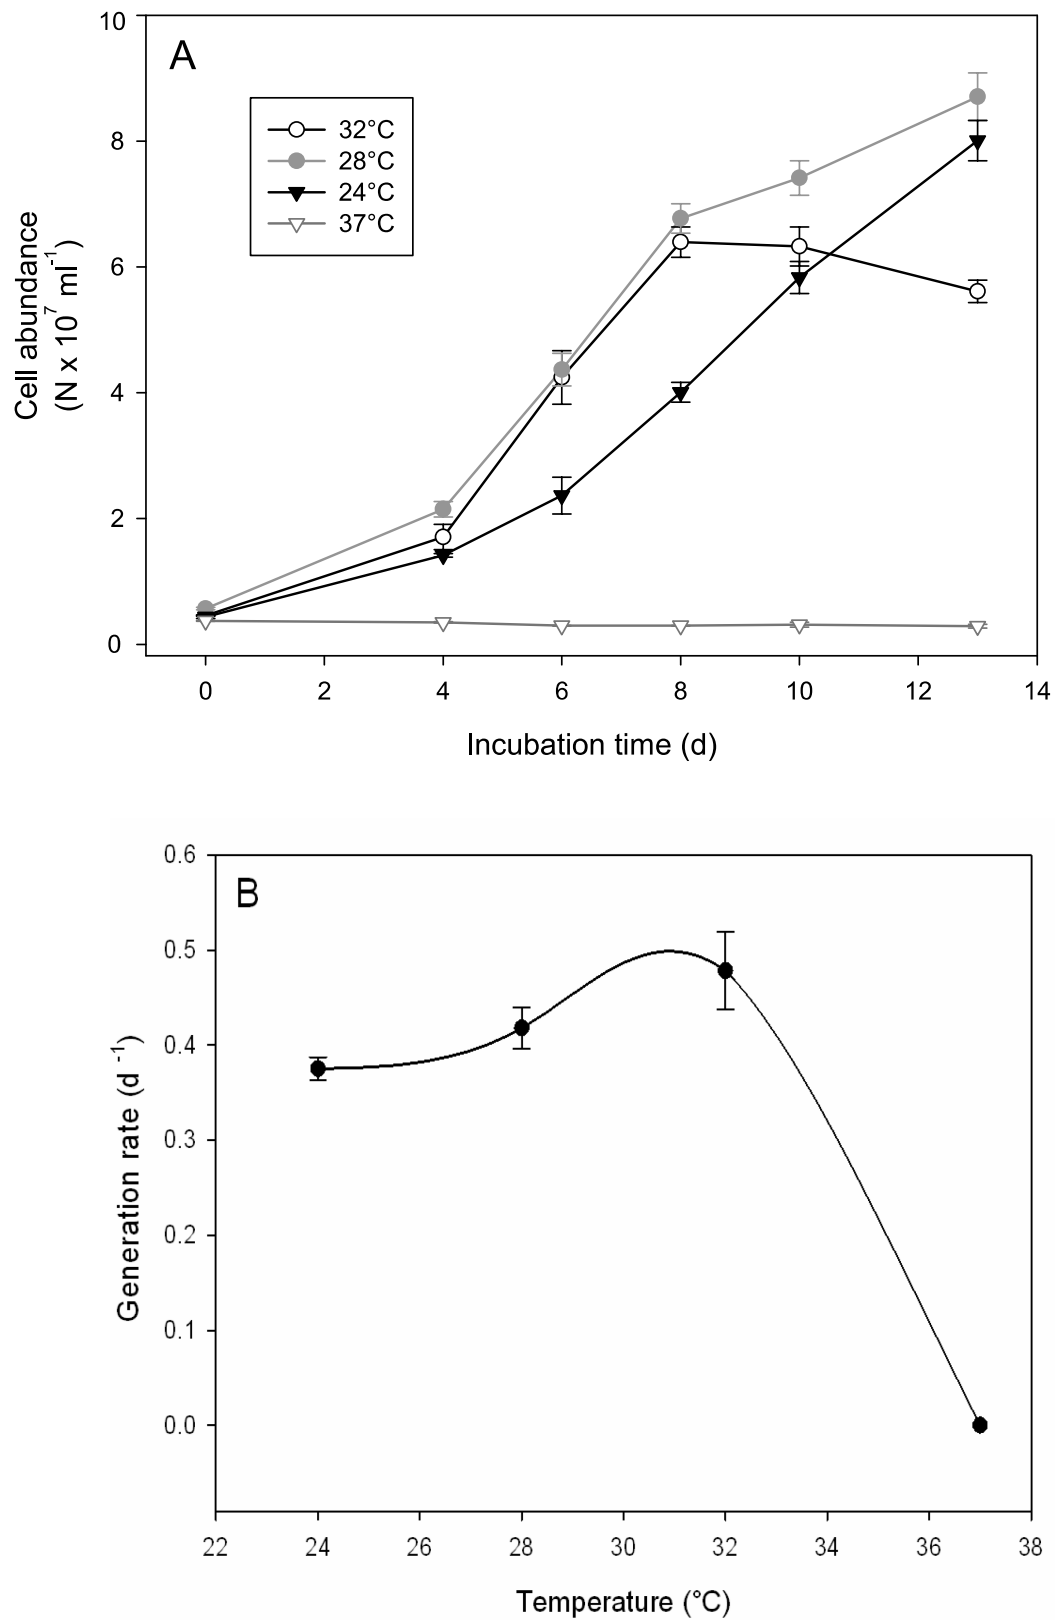 10
A
32°C
28°C
24°C
37°C
8
6
4
2
0
Cell abundance
(N x 10⁷ ml⁻¹)
0 2 4 6 8 10 12 14
Incubation time (d)
0.6
B
0.5
0.4
0.3
0.2
0.1
0.0
Generation rate (d ⁻¹)
22 24 26 28 30 32 34 36 38
Temperature (°C)